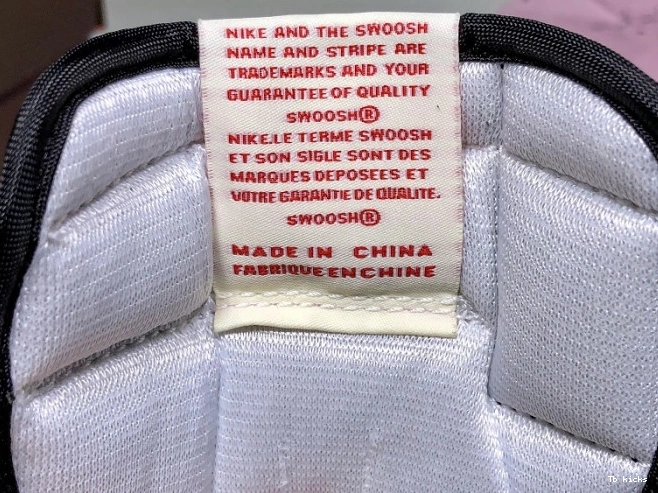 NIKE AND THE SWOOSH
NAME AND STRIPE ARE
TRADEMARKS AND YOUR
GUARANTEE OF QUALITY
SWOOSH®
NIKE.LE TERME SWOOSH
ET SON SIGLE SONT DES
MARQUES DEPOSEES ET
VOTRE GARANTIE DE QUALITE.
SWOOSH®
MADE IN CHINA
FABRIQUE EN CHINE
Tb kicks